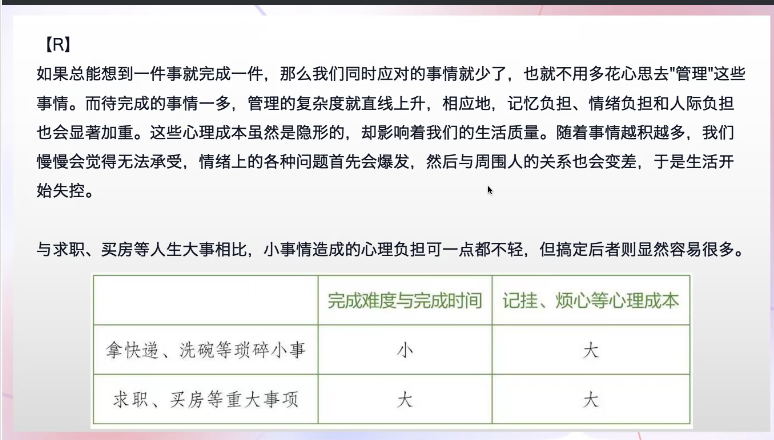 【R】
如果总能想到一件事就完成一件，那么我们同时应对的事情就少了，也就不用多花心思去"管理"这些
事情。而待完成的事情一多，管理的复杂度就直线上升，相应地，记忆负担、情绪负担和人际负担
也会显著加重。这些心理成本虽然是隐形的，却影响着我们的生活质量。随着事情越积越多，我们
慢慢会觉得无法承受，情绪上的各种问题首先会爆发，然后与周围人的关系也会变差，于是生活开
始失控。
与求职、买房等人生大事相比，小事情造成的心理负担可一点都不轻，但搞定后者则显然容易很多。
完成难度与完成时间 记挂、烦心等心理成本
拿快递、洗碗等琐碎小事 小 大
求职、买房等重大事项 大 大